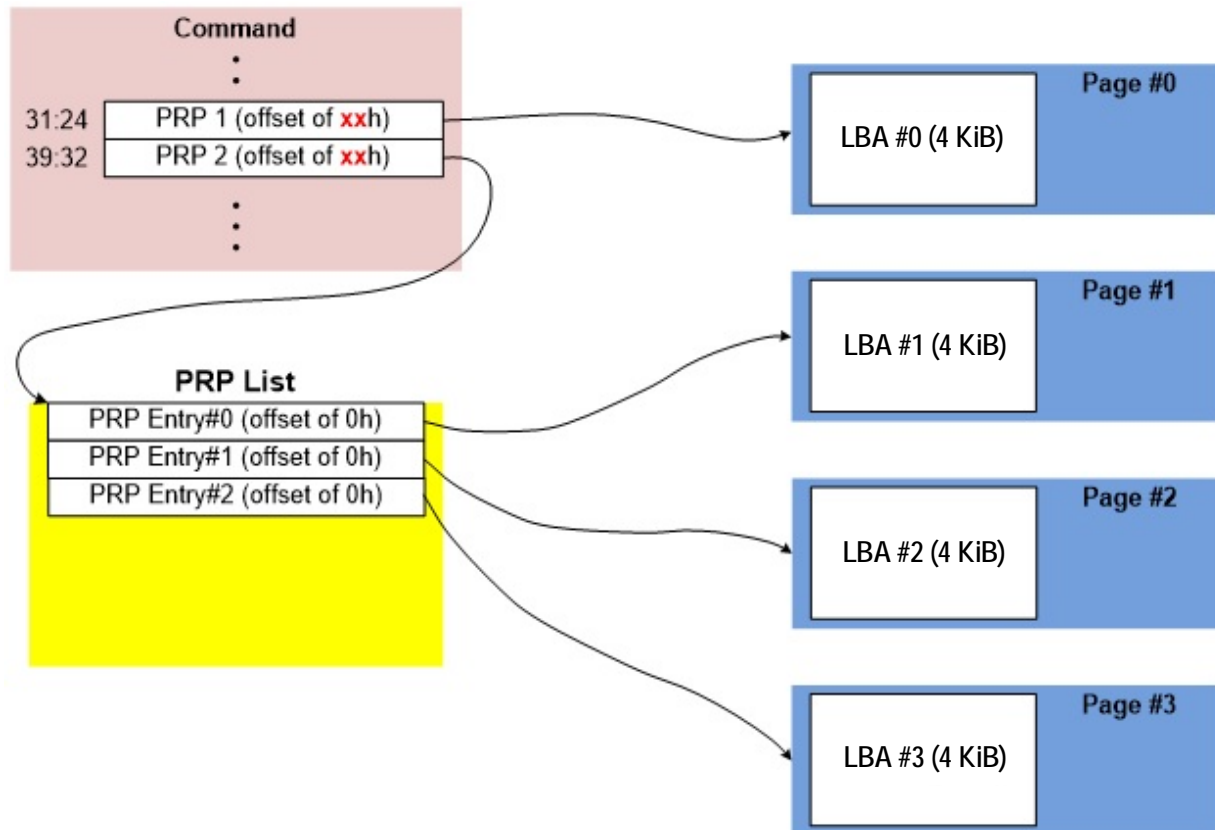 Command
31:24 PRP 1 (offset of xxh)
39:32 PRP 2 (offset of xxh)
PRP List
PRP Entry#0 (offset of 0h)
PRP Entry#1 (offset of 0h)
PRP Entry#2 (offset of 0h)
Page #0
LBA #0 (4 KiB)
Page #1
LBA #1 (4 KiB)
Page #2
LBA #2 (4 KiB)
Page #3
LBA #3 (4 KiB)